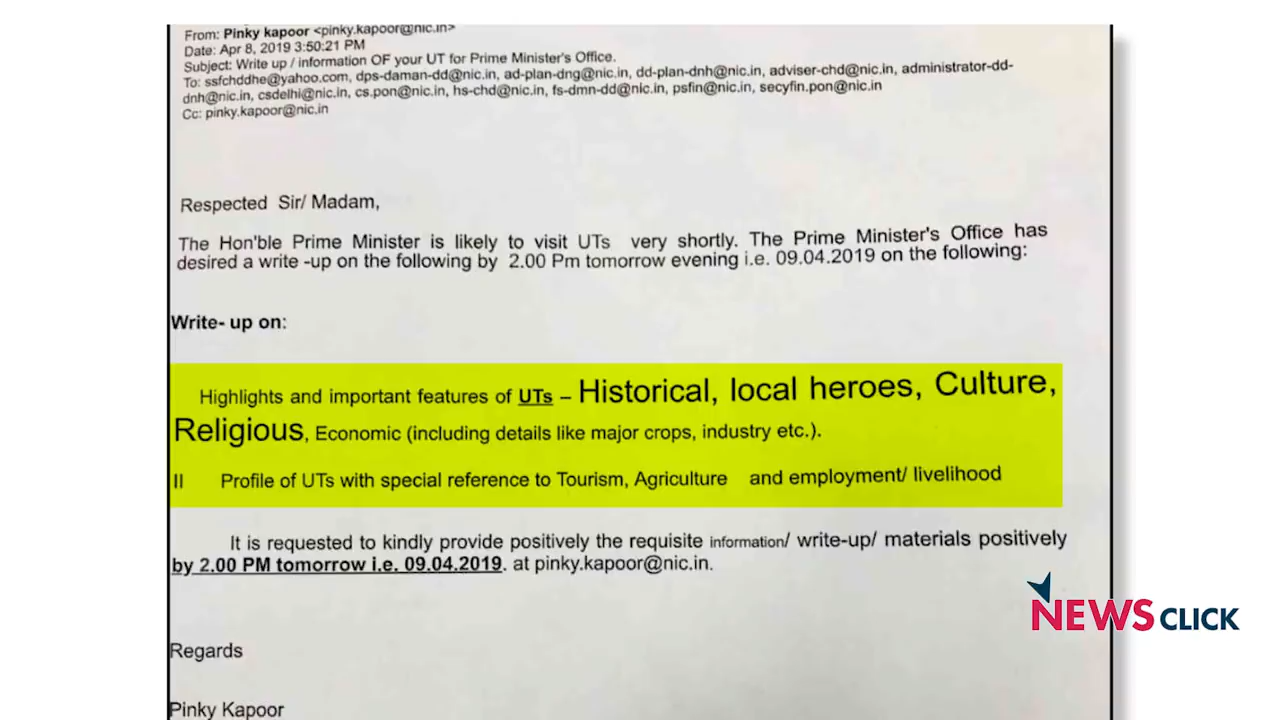 From: Pinky kapoor <pinky.kapoor@nic.in>
Date: Apr 8, 2019 3:50:21 PM
Subject: Write up / information OF your UT for Prime Minister's Office.
To: ssfchddhe@yahoo.com, dps-daman-dd@nic.in, ad-plan-dng@nic.in, dd-plan-dnh@nic.in, adviser-chd@nic.in, administrator-dd-
dnh@nic.in, csdelhi@nic.in, cs.pon@nic.in, hs-chd@nic.in, fs-dmn-dd@nic.in, psfin@nic.in, secyfin.pon@nic.in
Cc: pinky.kapoor@nic.in
Respected Sir/ Madam,
The Hon'ble Prime Minister is likely to visit UTs very shortly. The Prime Minister's Office has
desired a write -up on the following by 2.00 Pm tomorrow evening i.e. 09.04.2019 on the following:
Write- up on:
Highlights and important features of UTs – Historical, local heroes, Culture,
Religious, Economic (including details like major crops, industry etc.).
II Profile of UTs with special reference to Tourism, Agriculture and employment/ livelihood
It is requested to kindly provide positively the requisite information/ write-up/ materials positively
by 2.00 PM tomorrow i.e. 09.04.2019. at pinky.kapoor@nic.in.
NEWS CLICK
Regards
Pinky Kapoor